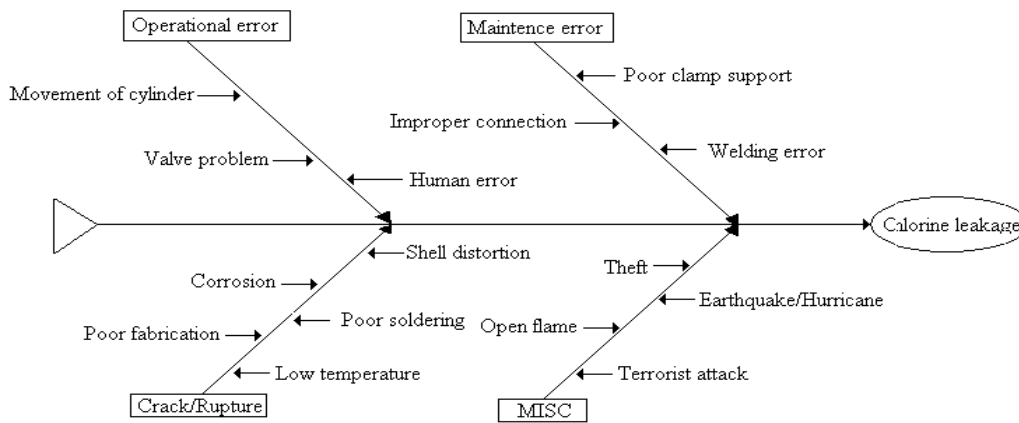 Operational error
Maintence error
Poor clamp support
Movement of cylinder
Improper connection
Valve problem
Welding error
Human error
Chlorine leakage
Shell distortion
Theft
Corrosion
Earthquake/Hurricane
Poor soldering
Open flame
Poor fabrication
Low temperature
Terrorist attack
Crack/Rupture
MISC